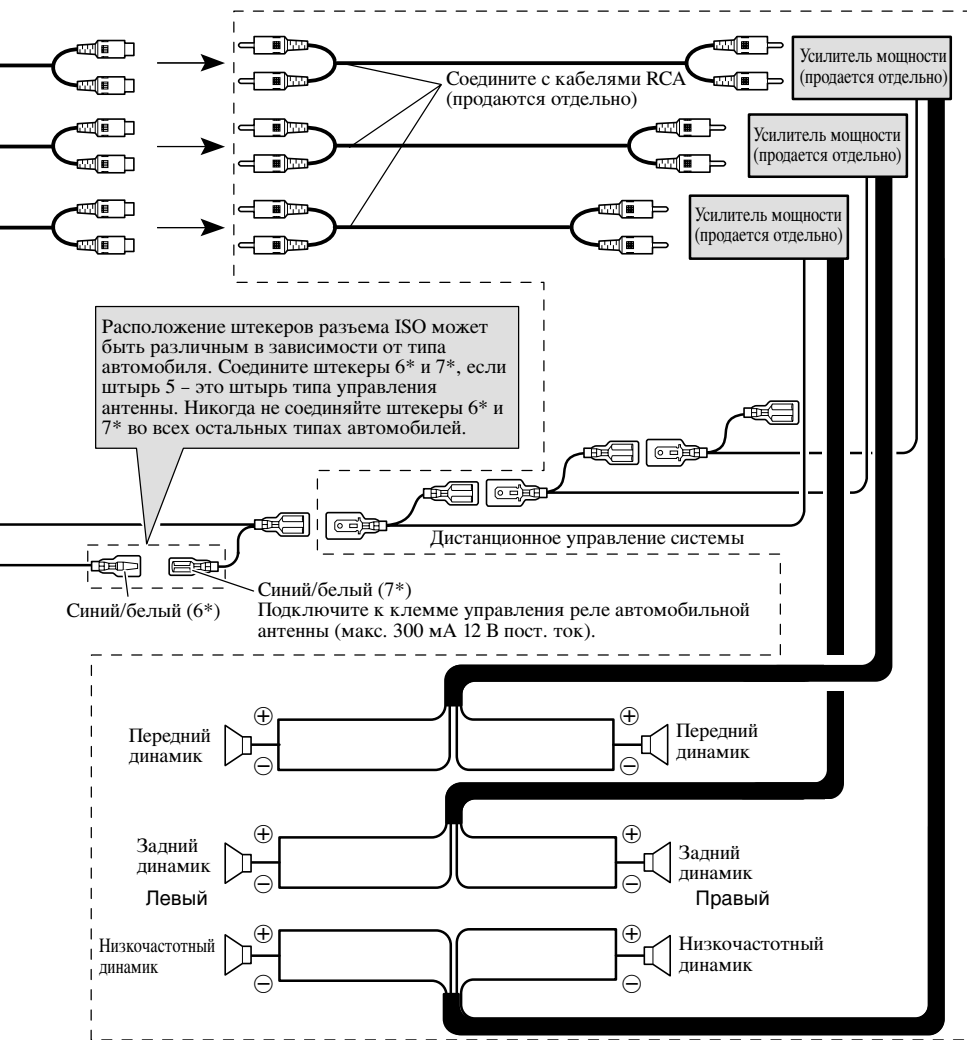 Усилитель мощности
(продается отдельно)
Соедините с кабелями RCA
(продаются отдельно)
Усилитель мощности
(продается отдельно)
Усилитель мощности
(продается отдельно)
Расположение штекеров разъема ISO может
быть различным в зависимости от типа
автомобиля. Соедините штекеры 6* и 7*, если
штырь 5 – это штырь типа управления
антенны. Никогда не соединяйте штекеры 6* и
7* во всех остальных типах автомобилей.
Дистанционное управление системы
Синий/белый (6*)
Синий/белый (7*)
Подключите к клемме управления реле автомобильной
антенны (макс. 300 мА 12 В пост. ток).
Передний
динамик
Передний
динамик
Задний
динамик
Задний
динамик
Левый
Правый
Низкочастотный
динамик
Низкочастотный
динамик